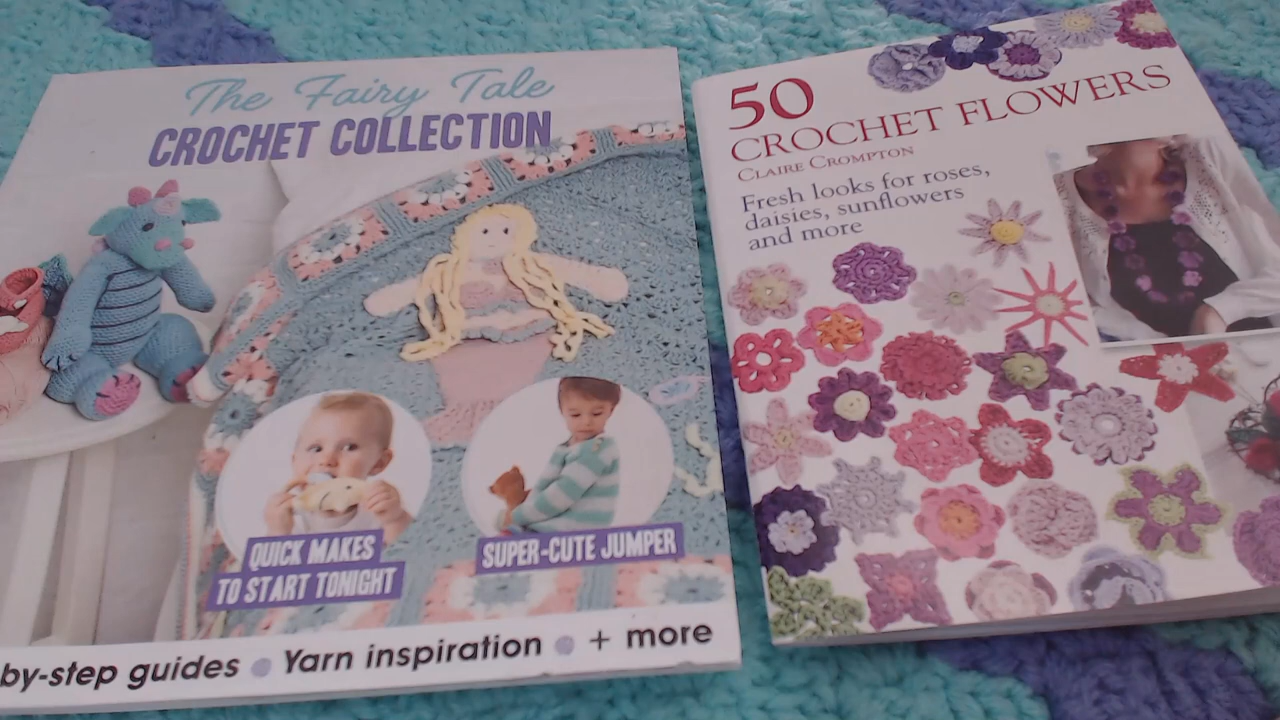 The Fairy Tale
CROCHET COLLECTION
QUICK MAKES
TO START TONIGHT
SUPER-CUTE JUMPER
by-step guides • Yarn inspiration • + more
50
CROCHET FLOWERS
CLAIRE CROMPTON
Fresh looks for roses,
daisies, sunflowers
and more